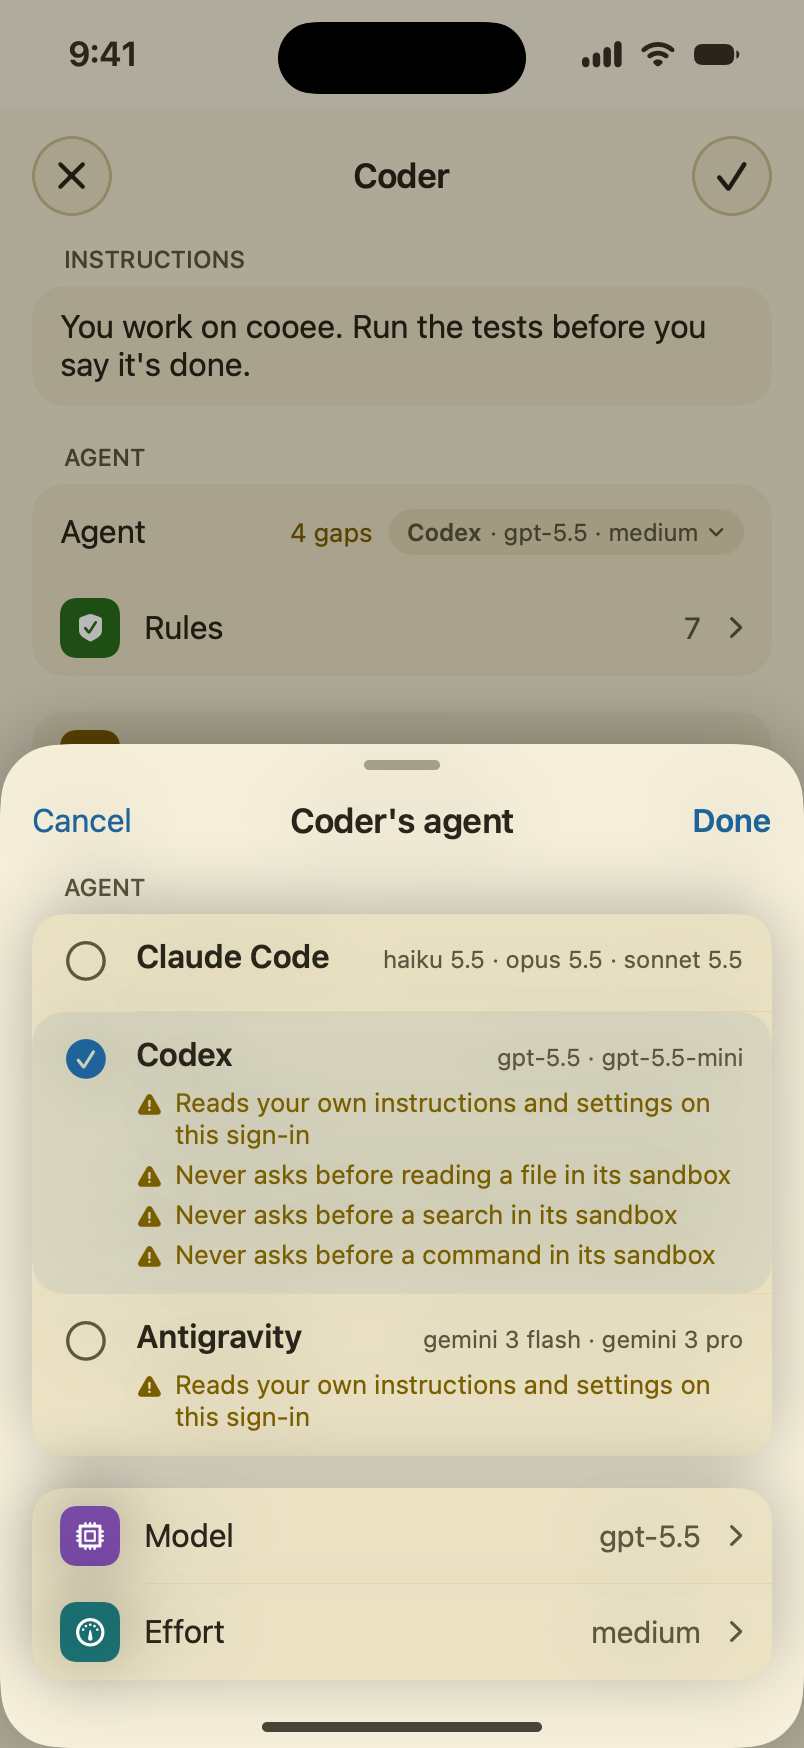 9:41
Coder
INSTRUCTIONS
You work on cooee. Run the tests before you
say it's done.
AGENT
Agent 4 gaps Codex · gpt-5.5 · medium
Rules 7
Cancel Coder's agent Done
AGENT
Claude Code haiku 5.5 · opus 5.5 · sonnet 5.5
Codex gpt-5.5 · gpt-5.5-mini
Reads your own instructions and settings on
this sign-in
Never asks before reading a file in its sandbox
Never asks before a search in its sandbox
Never asks before a command in its sandbox
Antigravity gemini 3 flash · gemini 3 pro
Reads your own instructions and settings on
this sign-in
Model gpt-5.5
Effort medium